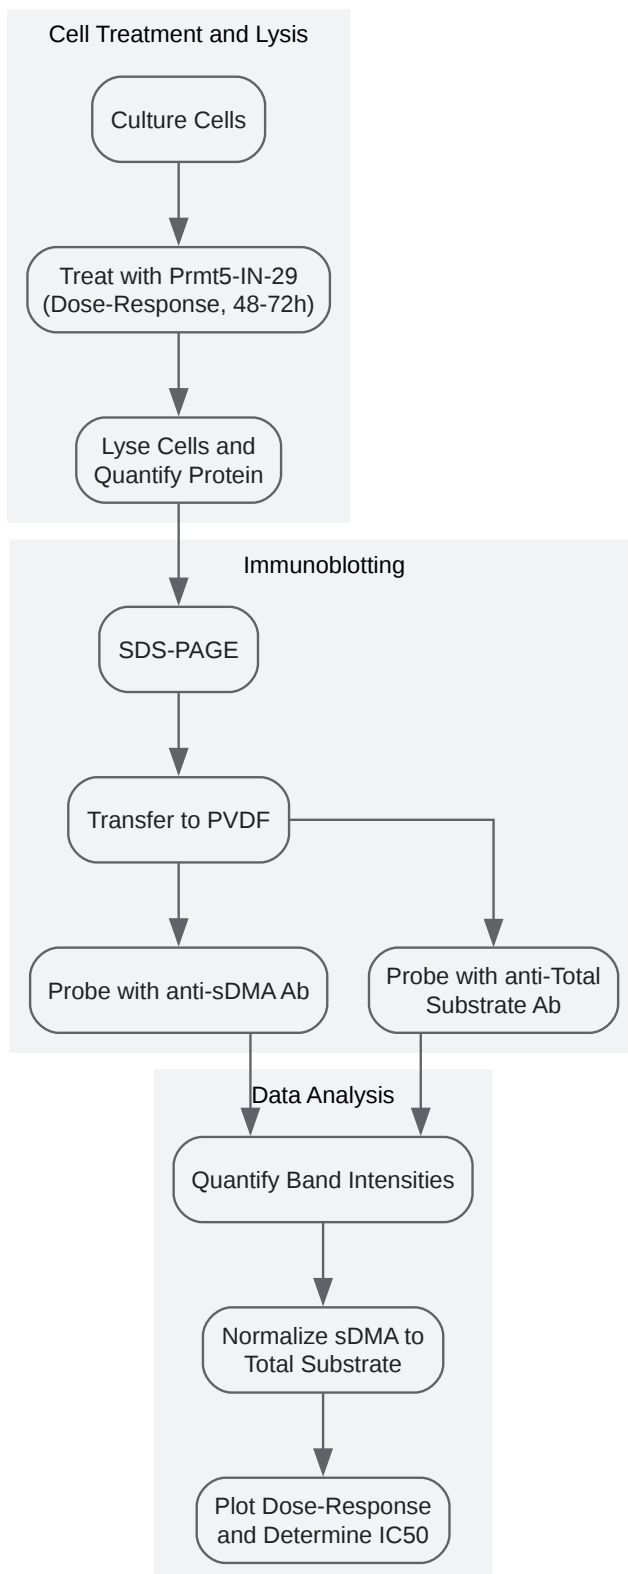 Cell Treatment and Lysis
Culture Cells
Treat with Prmt5-IN-29
(Dose-Response, 48-72h)
Lyse Cells and
Quantify Protein
Immunoblotting
SDS-PAGE
Transfer to PVDF
Probe with anti-sDMA Ab
Probe with anti-Total
Substrate Ab
Data Analysis
Quantify Band Intensities
Normalize sDMA to
Total Substrate
Plot Dose-Response
and Determine IC50